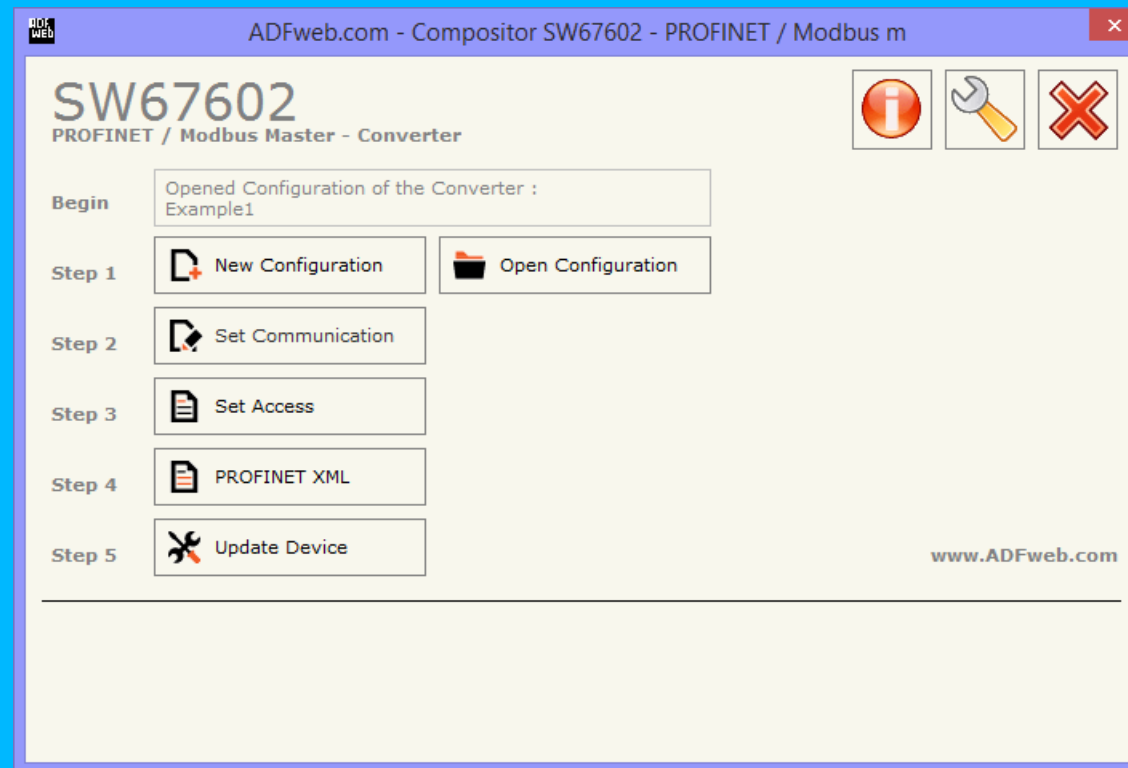 ADF
WEB
ADFweb.com - Compositor SW67602 - PROFINET / Modbus m
SW67602
PROFINET / Modbus Master - Converter
Begin
Opened Configuration of the Converter :
Example1
Step 1
New Configuration
Open Configuration
Step 2
Set Communication
Step 3
Set Access
Step 4
PROFINET XML
Step 5
Update Device
www.ADFweb.com